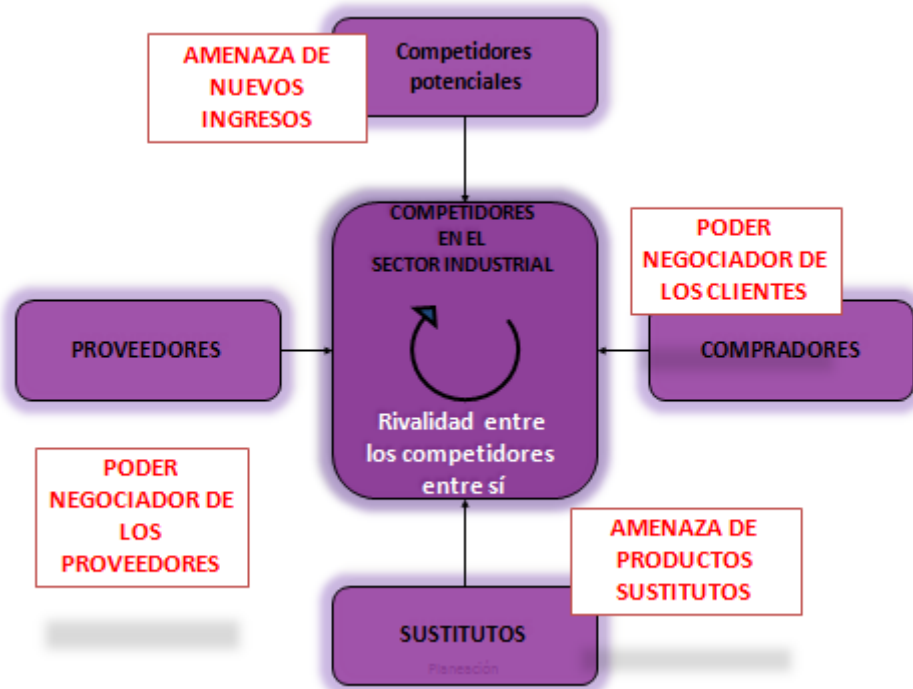 AMENAZA DE
NUEVOS
INGRESOS
Competidores
potenciales
COMPETIDORES
EN EL
SECTOR INDUSTRIAL
PODER
NEGOCIADOR DE
LOS CLIENTES
PROVEEDORES
COMPRADORES
Rivalidad entre
los competidores
entre sí
PODER
NEGOCIADOR DE
LOS
PROVEEDORES
AMENAZA DE
PRODUCTOS
SUSTITUTOS
SUSTITUTOS
Planeación